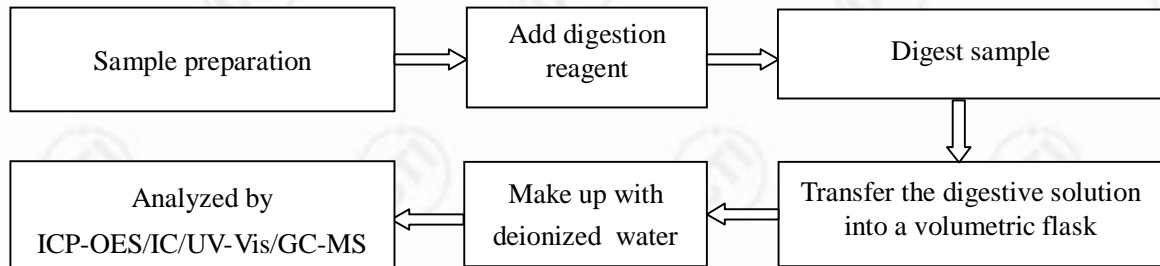 Sample preparation
Add digestion
reagent
Digest sample
Transfer the digestive solution
into a volumetric flask
Make up with
deionized water
Analyzed by
ICP-OES/IC/UV-Vis/GC-MS